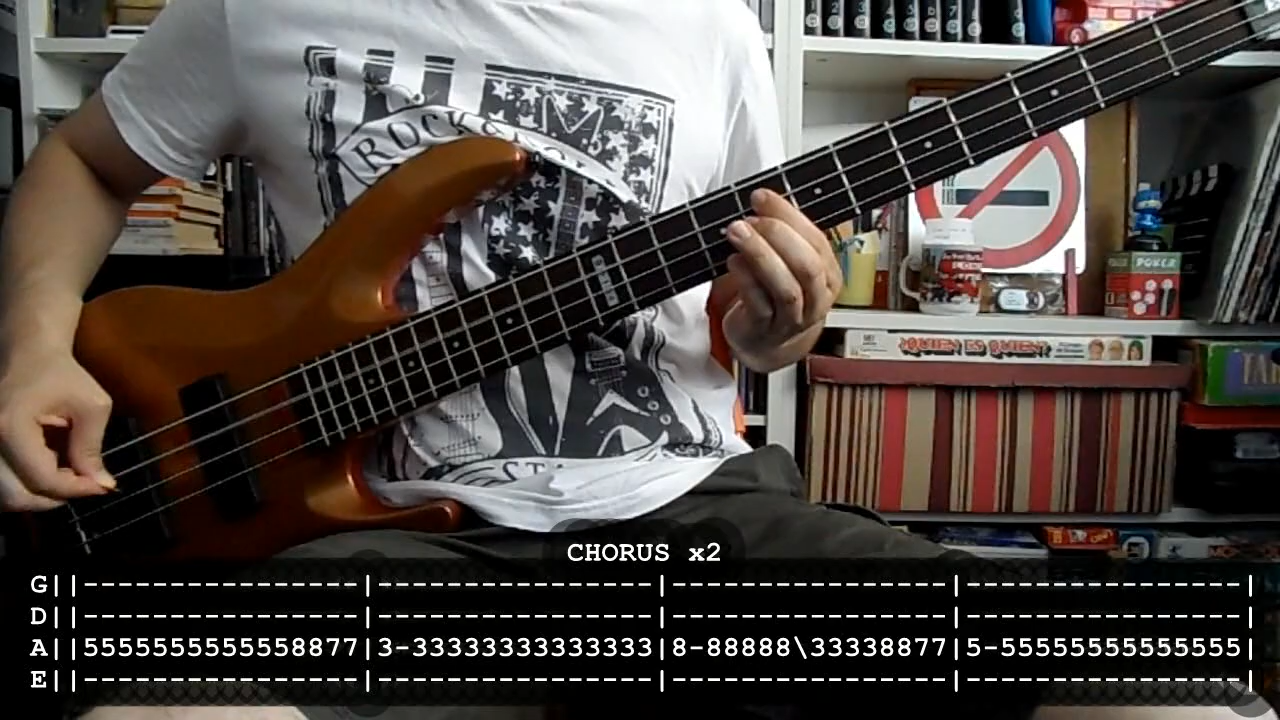 ROCK
POKER
¿QUIEN ES QUIEN?
CHORUS x2
G||----------------|----------------|----------------|----------------|
D||----------------|----------------|----------------|----------------|
A||5555555555558877|3-33333333333333|8-88888\33338877|5-55555555555555|
E||----------------|----------------|----------------|----------------|